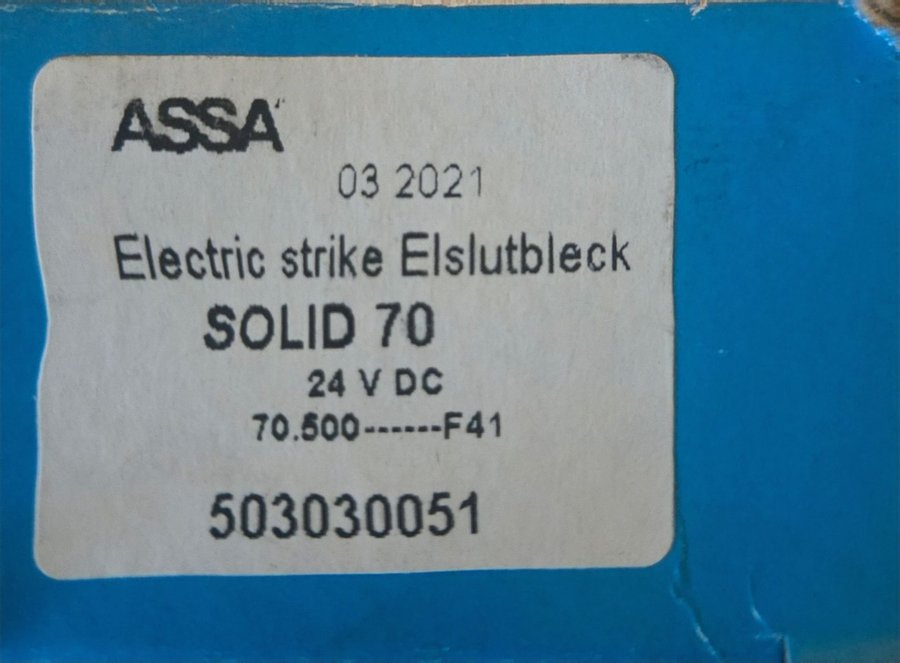 ASSA
03 2021
Electric strike Elslutbleck
SOLID 70
24 V DC
70.500------F41
503030051